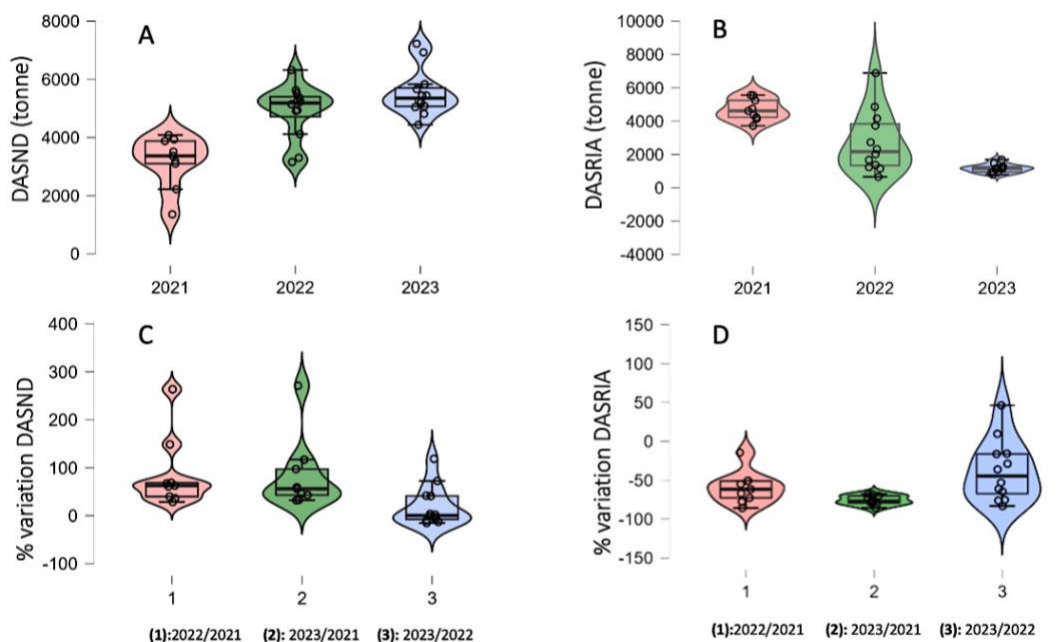 A
DASND (tonne)
8000
6000
4000
2000
0
2021 2022 2023
B
DASRIA (tonne)
10000
8000
6000
4000
2000
0
-2000
-4000
2021 2022 2023
C
% variation DASND
400
300
200
100
0
-100
1 2 3
(1):2022/2021 (2): 2023/2021 (3): 2023/2022
D
% variation DASRIA
150
100
50
0
-50
-100
-150
1 2 3
(1):2022/2021 (2): 2023/2021 (3): 2023/2022